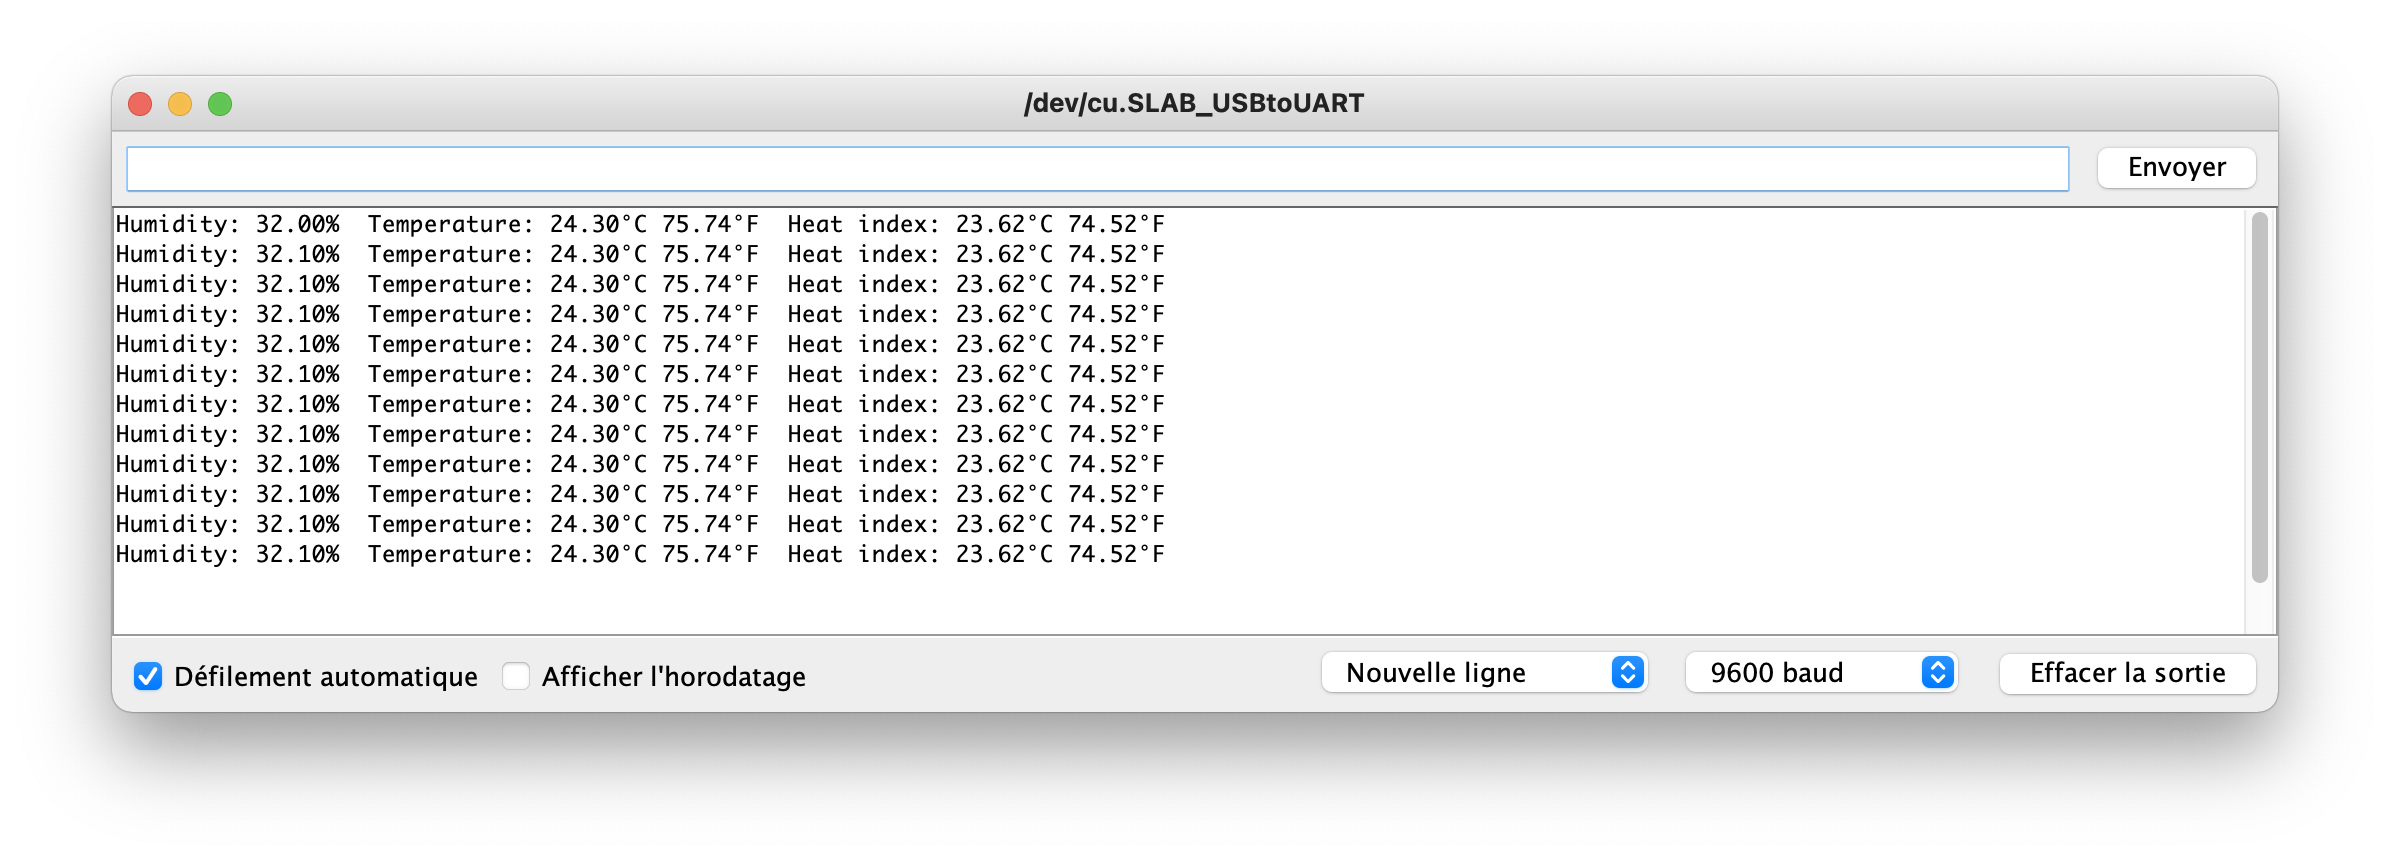 /dev/cu.SLAB_USBtoUART
Envoyer
Humidity: 32.00%  Temperature: 24.30°C 75.74°F  Heat index: 23.62°C 74.52°F
Humidity: 32.10%  Temperature: 24.30°C 75.74°F  Heat index: 23.62°C 74.52°F
Humidity: 32.10%  Temperature: 24.30°C 75.74°F  Heat index: 23.62°C 74.52°F
Humidity: 32.10%  Temperature: 24.30°C 75.74°F  Heat index: 23.62°C 74.52°F
Humidity: 32.10%  Temperature: 24.30°C 75.74°F  Heat index: 23.62°C 74.52°F
Humidity: 32.10%  Temperature: 24.30°C 75.74°F  Heat index: 23.62°C 74.52°F
Humidity: 32.10%  Temperature: 24.30°C 75.74°F  Heat index: 23.62°C 74.52°F
Humidity: 32.10%  Temperature: 24.30°C 75.74°F  Heat index: 23.62°C 74.52°F
Humidity: 32.10%  Temperature: 24.30°C 75.74°F  Heat index: 23.62°C 74.52°F
Humidity: 32.10%  Temperature: 24.30°C 75.74°F  Heat index: 23.62°C 74.52°F
Humidity: 32.10%  Temperature: 24.30°C 75.74°F  Heat index: 23.62°C 74.52°F
Humidity: 32.10%  Temperature: 24.30°C 75.74°F  Heat index: 23.62°C 74.52°F
Défilement automatique Afficher l'horodatage Nouvelle ligne 9600 baud Effacer la sortie